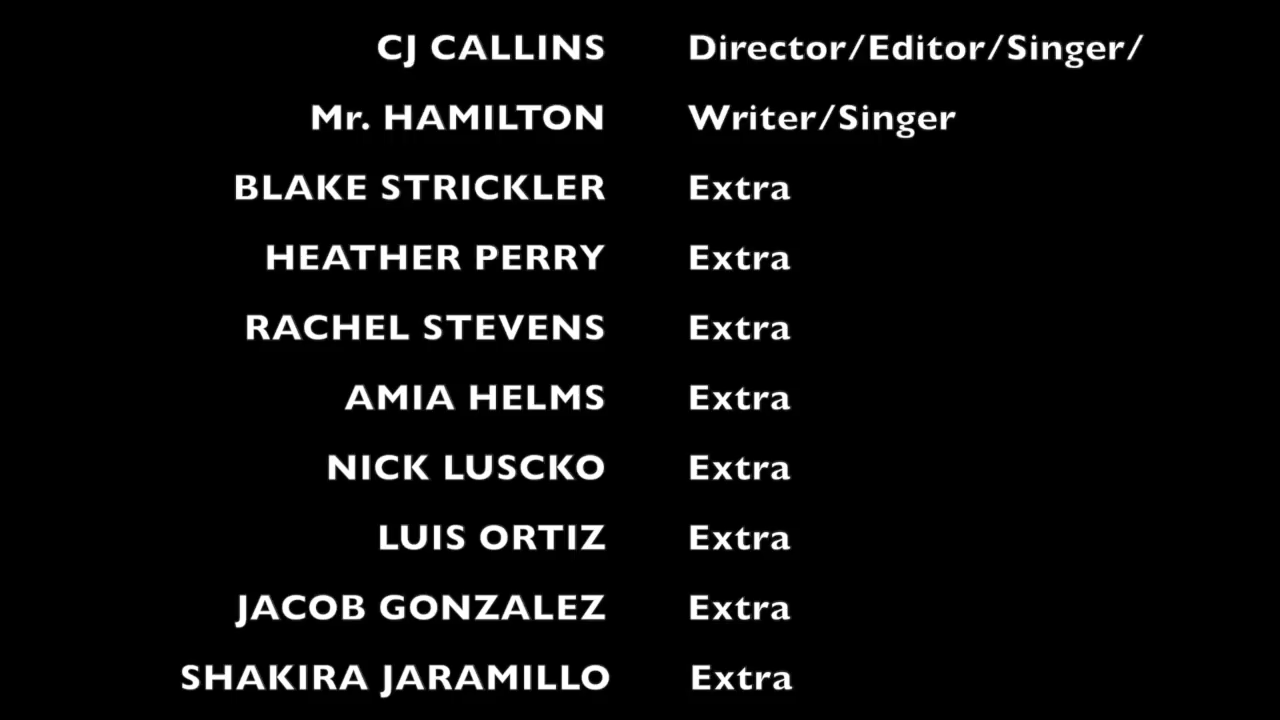 CJ CALLINS Director/Editor/Singer/
Mr. HAMILTON Writer/Singer
BLAKE STRICKLER Extra
HEATHER PERRY Extra
RACHEL STEVENS Extra
AMIA HELMS Extra
NICK LUSCKO Extra
LUIS ORTIZ Extra
JACOB GONZALEZ Extra
SHAKIRA JARAMILLO Extra